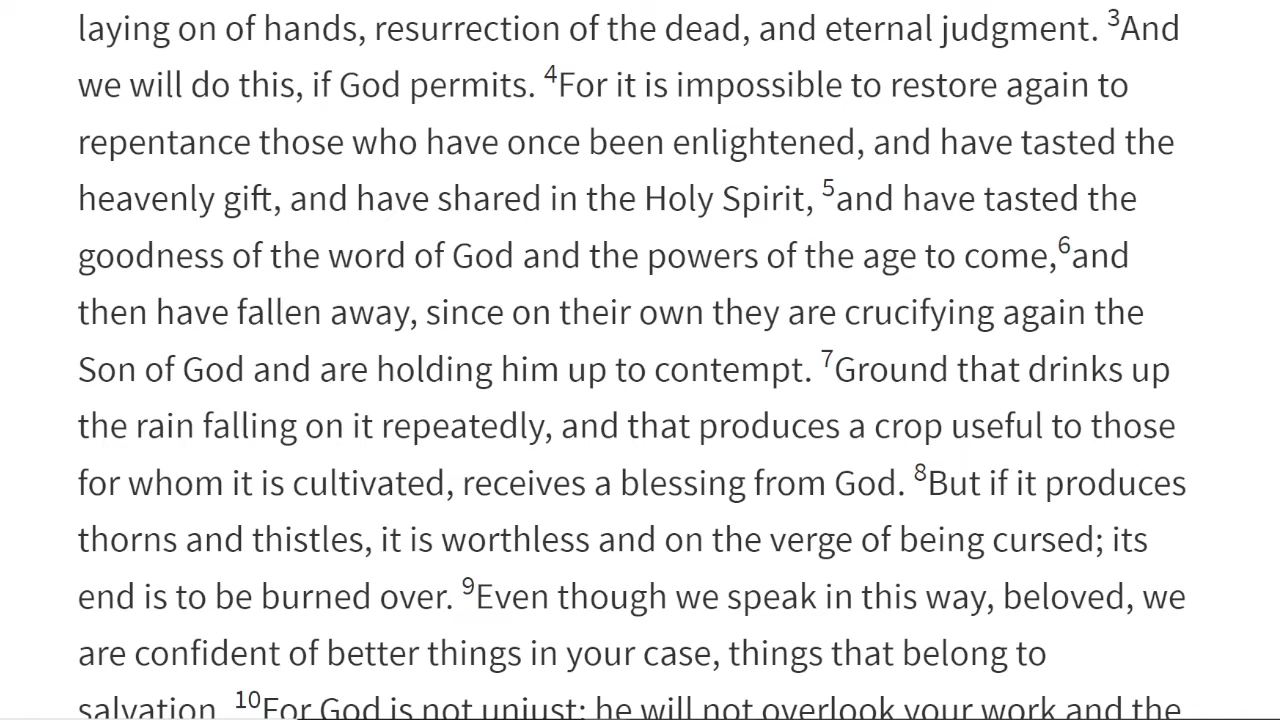 laying on of hands, resurrection of the dead, and eternal judgment. ³And
we will do this, if God permits. ⁴For it is impossible to restore again to
repentance those who have once been enlightened, and have tasted the
heavenly gift, and have shared in the Holy Spirit, ⁵and have tasted the
goodness of the word of God and the powers of the age to come,⁶and
then have fallen away, since on their own they are crucifying again the
Son of God and are holding him up to contempt. ⁷Ground that drinks up
the rain falling on it repeatedly, and that produces a crop useful to those
for whom it is cultivated, receives a blessing from God. ⁸But if it produces
thorns and thistles, it is worthless and on the verge of being cursed; its
end is to be burned over. ⁹Even though we speak in this way, beloved, we
are confident of better things in your case, things that belong to
salvation. ¹⁰For God is not unjust; he will not overlook your work and the